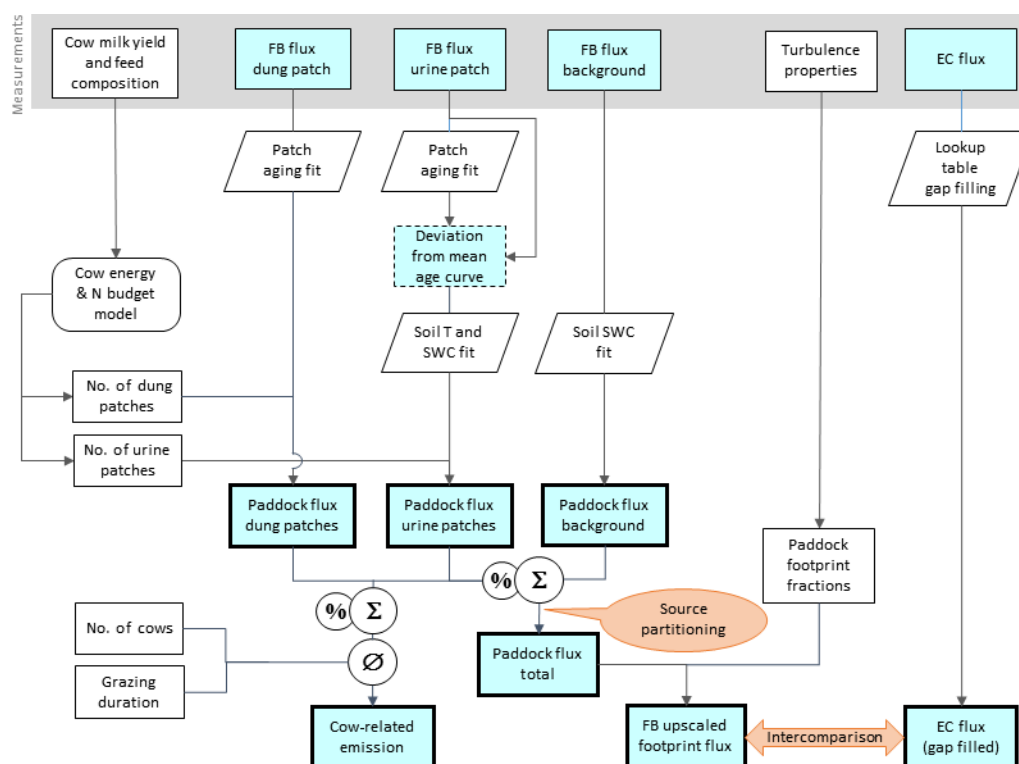 Measurements
Cow milk yield
and feed
composition
FB flux
dung patch
FB flux
urine patch
FB flux
background
Turbulence
properties
EC flux
Patch
aging fit
Patch
aging fit
Lookup
table
gap filling
Deviation
from mean
age curve
Cow energy
& N budget
model
Soil T and
SWC fit
Soil SWC
fit
No. of dung
patches
No. of urine
patches
Paddock flux
dung patches
Paddock flux
urine patches
Paddock flux
background
Paddock
footprint
fractions
% Σ
% Σ
Source
partitioning
No. of cows
Ø
Paddock flux
total
Grazing
duration
Cow-related
emission
FB upscaled
footprint flux
Intercomparison
EC flux
(gap filled)